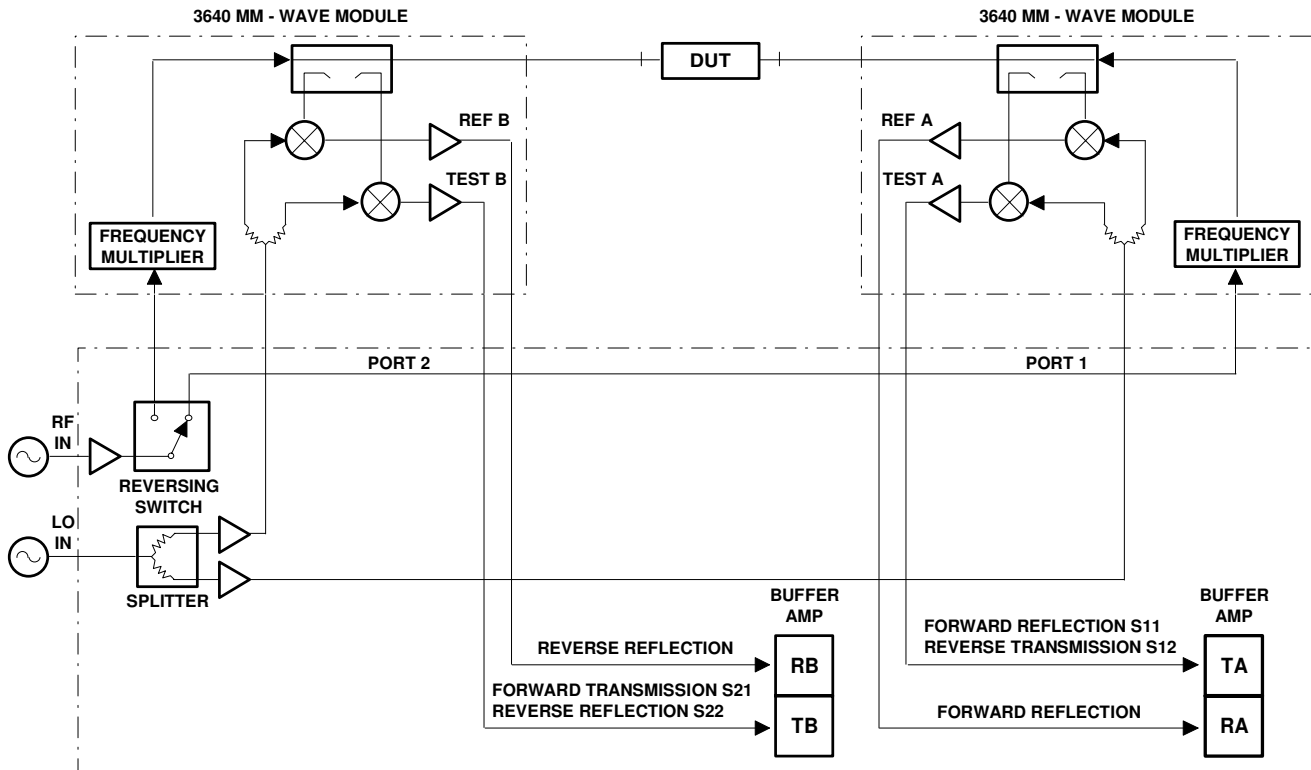 3640 MM - WAVE MODULE
3640 MM - WAVE MODULE
DUT
REF B
TEST B
REF A
TEST A
FREQUENCY
MULTIPLIER
FREQUENCY
MULTIPLIER
PORT 2
PORT 1
RF
IN
REVERSING
SWITCH
LO
IN
SPLITTER
BUFFER
AMP
BUFFER
AMP
REVERSE REFLECTION
RB
FORWARD TRANSMISSION S21
REVERSE REFLECTION S22
TB
FORWARD REFLECTION S11
REVERSE TRANSMISSION S12
TA
FORWARD REFLECTION
RA